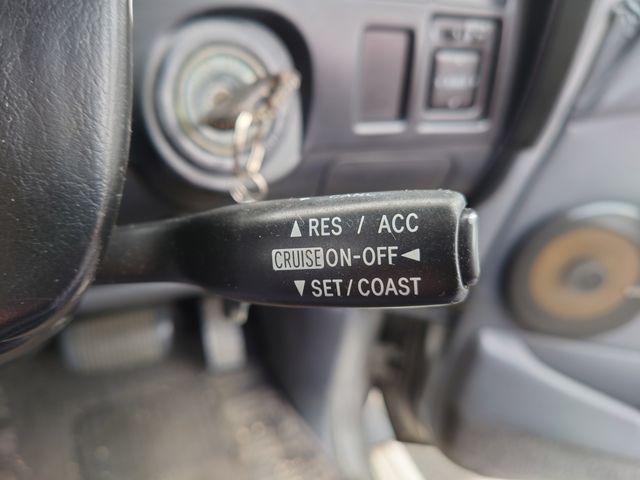 ▲RES / ACC
CRUISE ON-OFF◄
▼SET/COAST